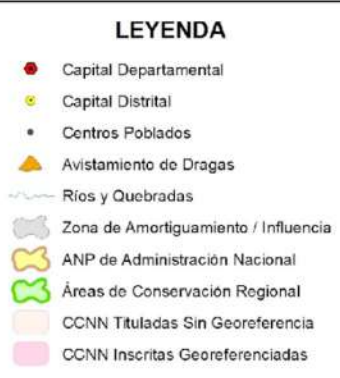 LEYENDA
Capital Departamental
Capital Distrital
Centros Poblados
Avistamiento de Dragas
Ríos y Quebradas
Zona de Amortiguamiento / Influencia
ANP de Administración Nacional
Áreas de Conservación Regional
CCNN Tituladas Sin Georeferencia
CCNN Inscritas Georeferenciadas